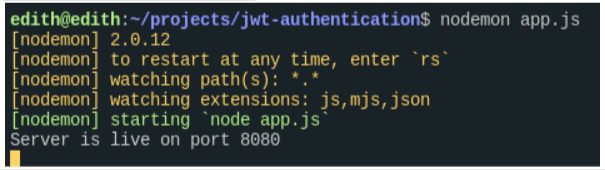 edith@edith:~/projects/jwt-authentication$ nodemon app.js
[nodemon] 2.0.12
[nodemon] to restart at any time, enter `rs`
[nodemon] watching path(s): *.*
[nodemon] watching extensions: js,mjs,json
[nodemon] starting `node app.js`
Server is live on port 8080